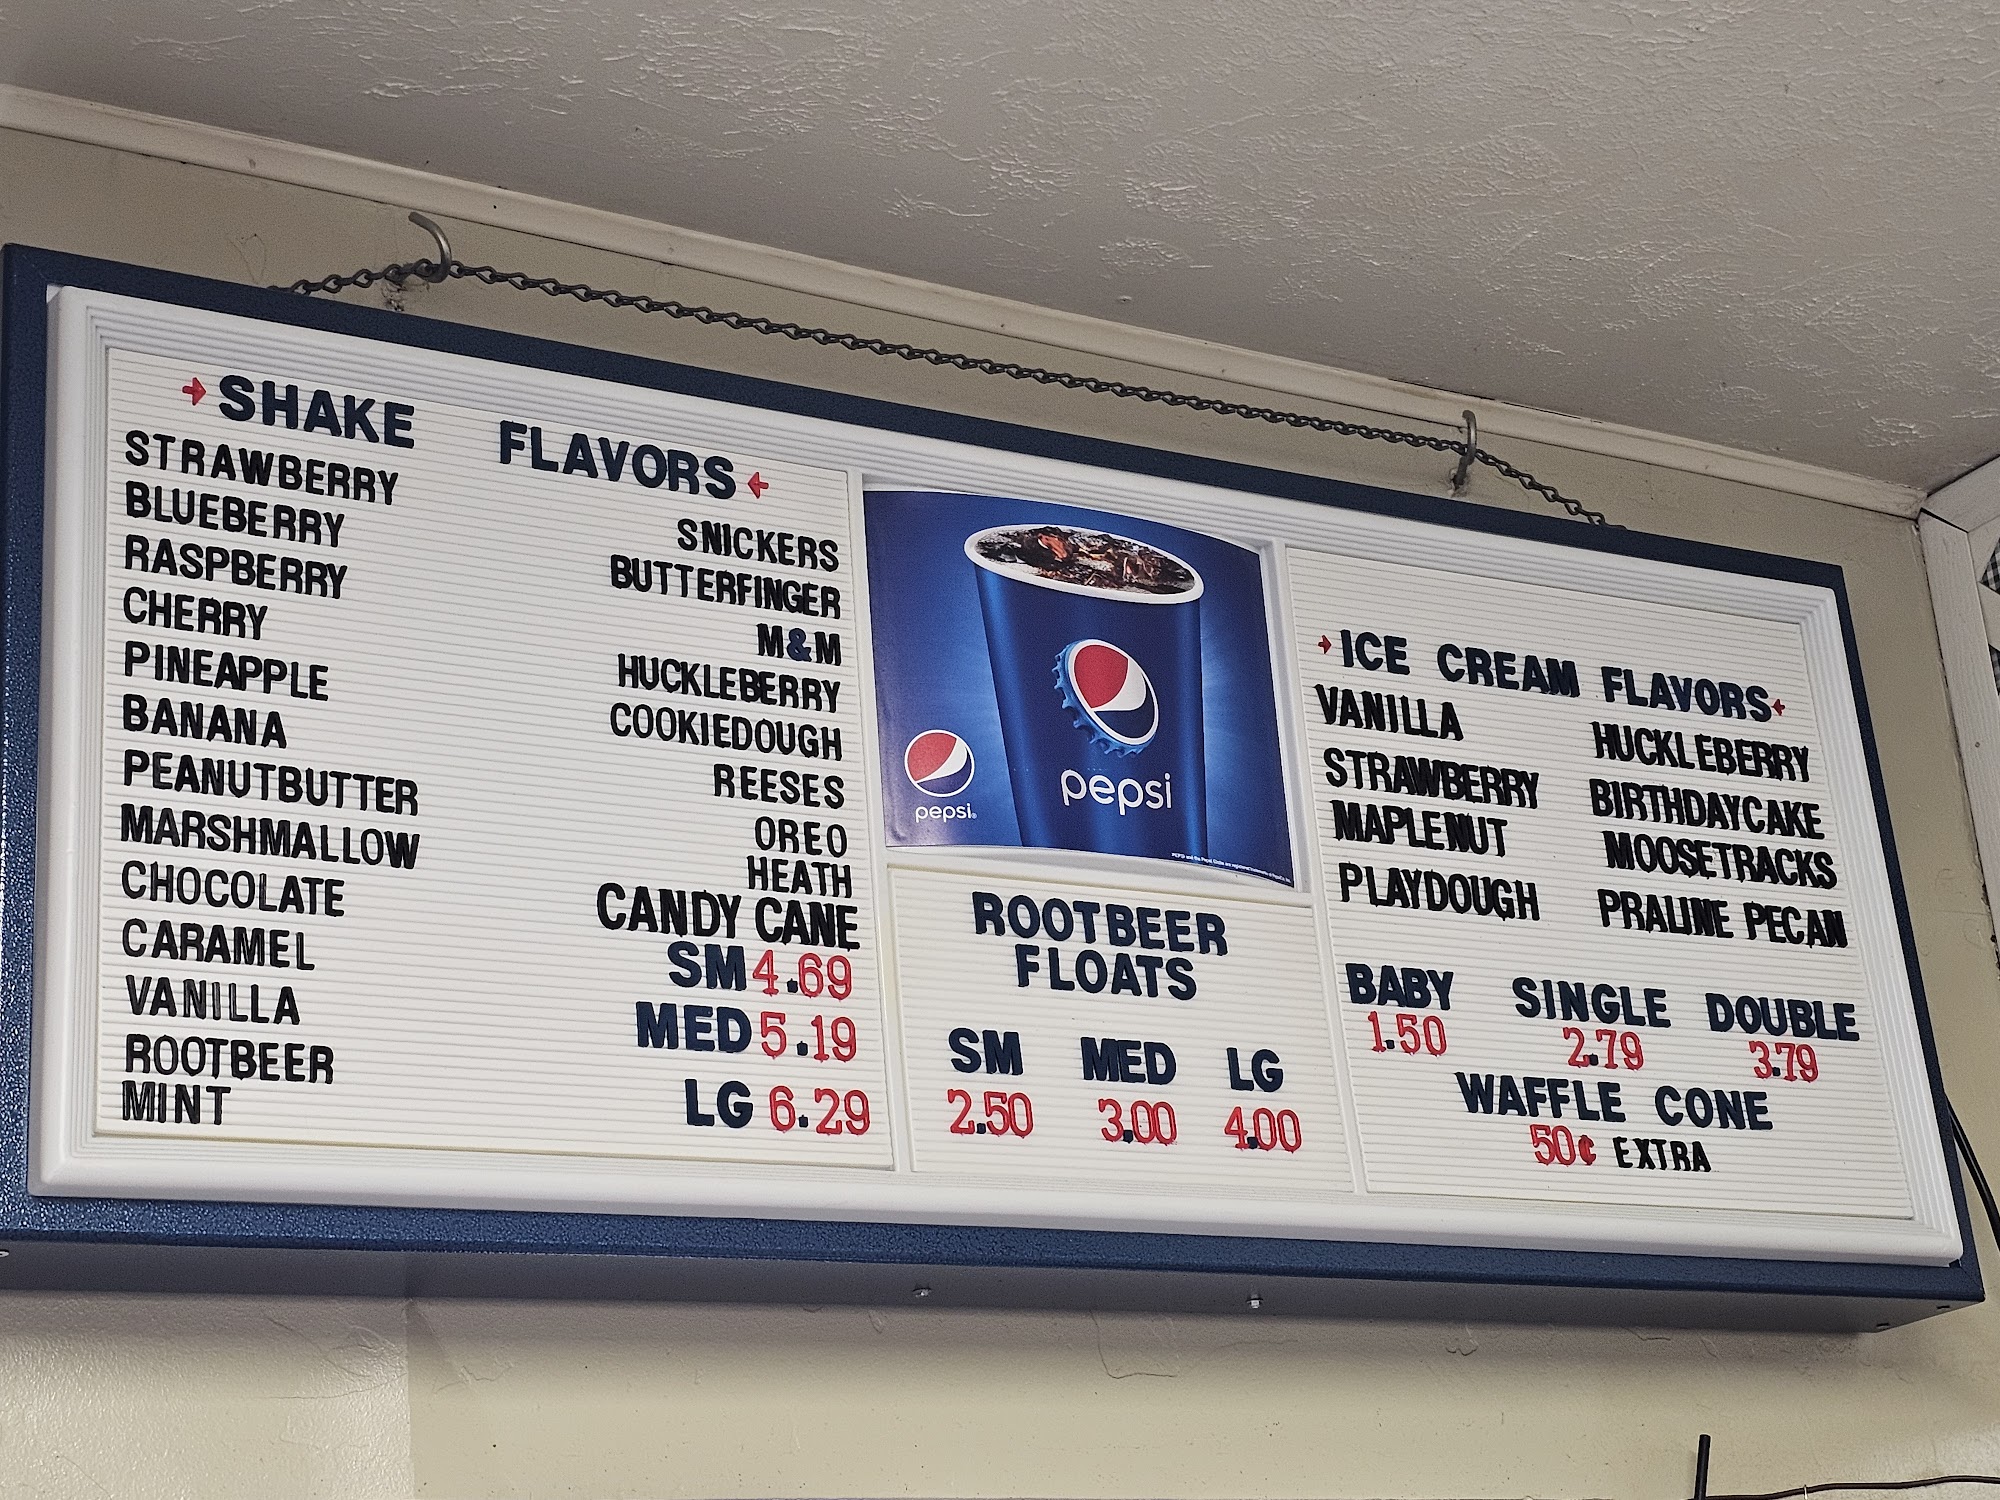 ➔SHAKE FLAVORS←
STRAWBERRY
BLUEBERRY
RASPBERRY
CHERRY
PINEAPPLE
BANANA
PEANUTBUTTER
MARSHMALLOW
CHOCOLATE
CARAMEL
VANILLA
ROOTBEER
MINT
SNICKERS
BUTTERFINGER
M&M
HUCKLEBERRY
COOKIEDOUGH
REESES
OREO
HEATH
CANDY CANE
SM 4.69
MED 5.19
LG 6.29
pepsi
pepsi
ROOTBEER
FLOATS
SM MED LG
2.50 3.00 4.00
➔ICE CREAM FLAVORS←
VANILLA
STRAWBERRY
MAPLENUT
PLAYDOUGH
HUCKLEBERRY
BIRTHDAYCAKE
MOOSETRACKS
PRALINE PECAN
BABY SINGLE DOUBLE
1.50 2.79 3.79
WAFFLE CONE
50¢ EXTRA